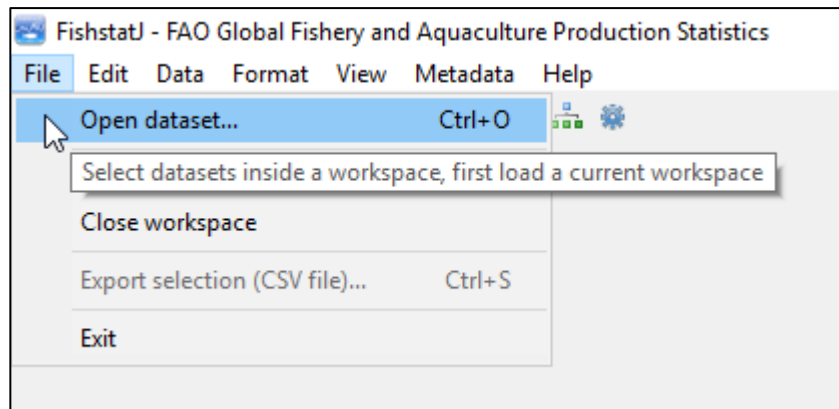 FishstatJ - FAO Global Fishery and Aquaculture Production Statistics
File Edit Data Format View Metadata Help
Open dataset... Ctrl+O
Select datasets inside a workspace, first load a current workspace
Close workspace
Export selection (CSV file)... Ctrl+S
Exit